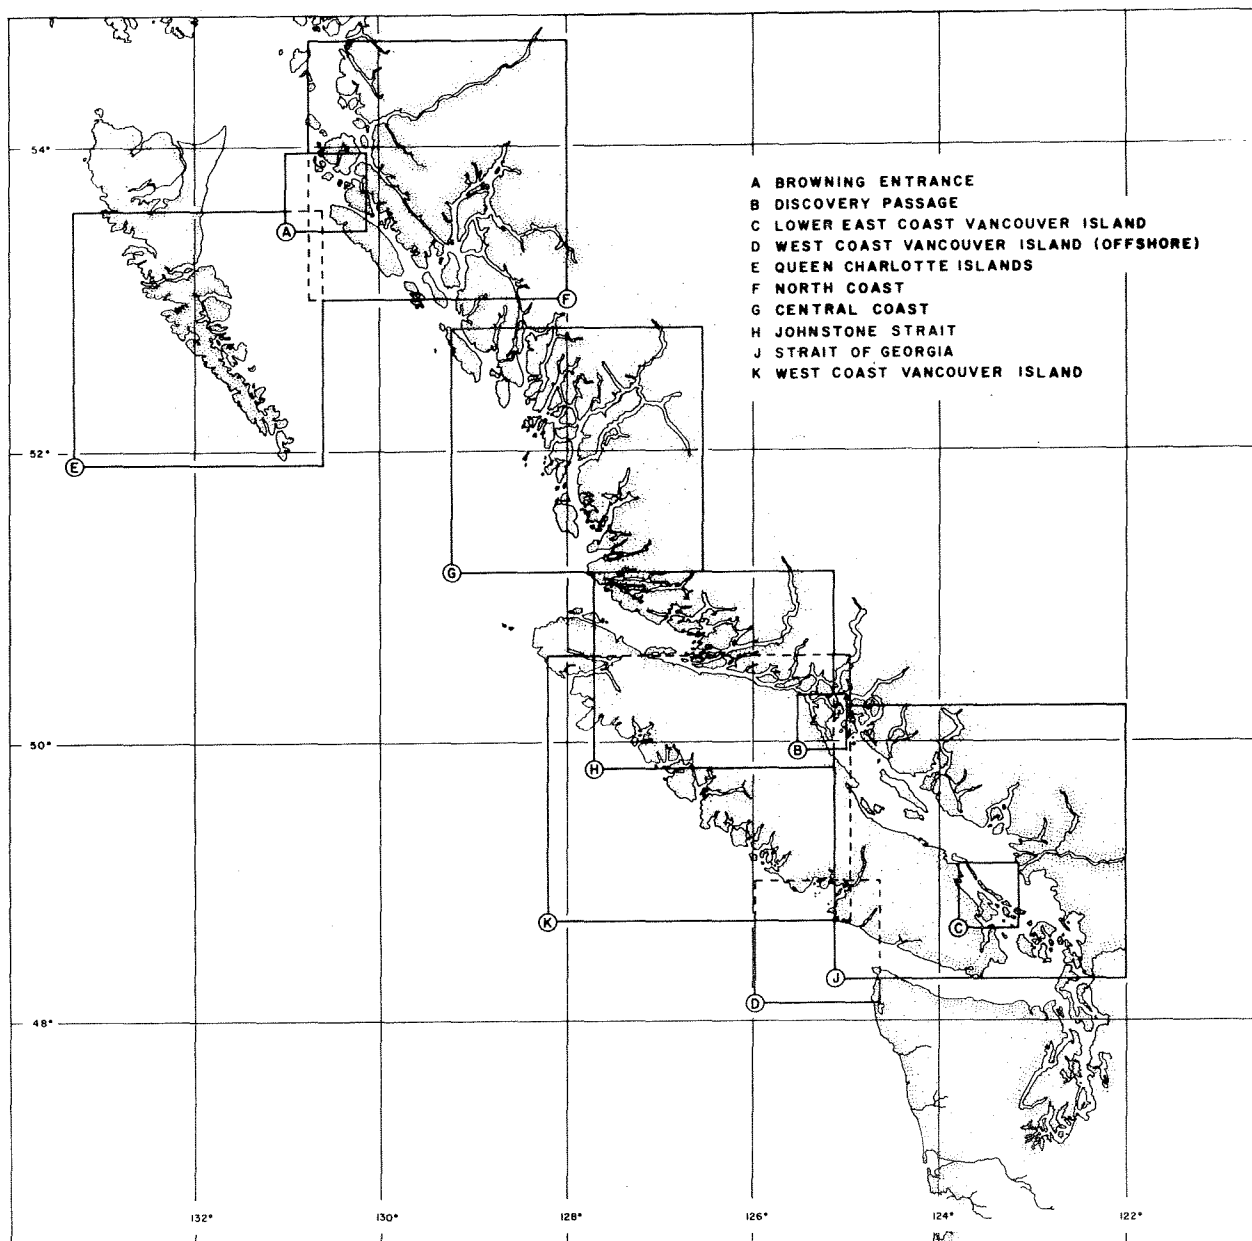 54°
A BROWNING ENTRANCE
B DISCOVERY PASSAGE
C LOWER EAST COAST VANCOUVER ISLAND
D WEST COAST VANCOUVER ISLAND (OFFSHORE)
E QUEEN CHARLOTTE ISLANDS
F NORTH COAST
G CENTRAL COAST
H JOHNSTONE STRAIT
J STRAIT OF GEORGIA
K WEST COAST VANCOUVER ISLAND
A
F
52°
E
G
50°
B
H
K
C
J
D
48°
132° 130° 128° 126° 124° 122°